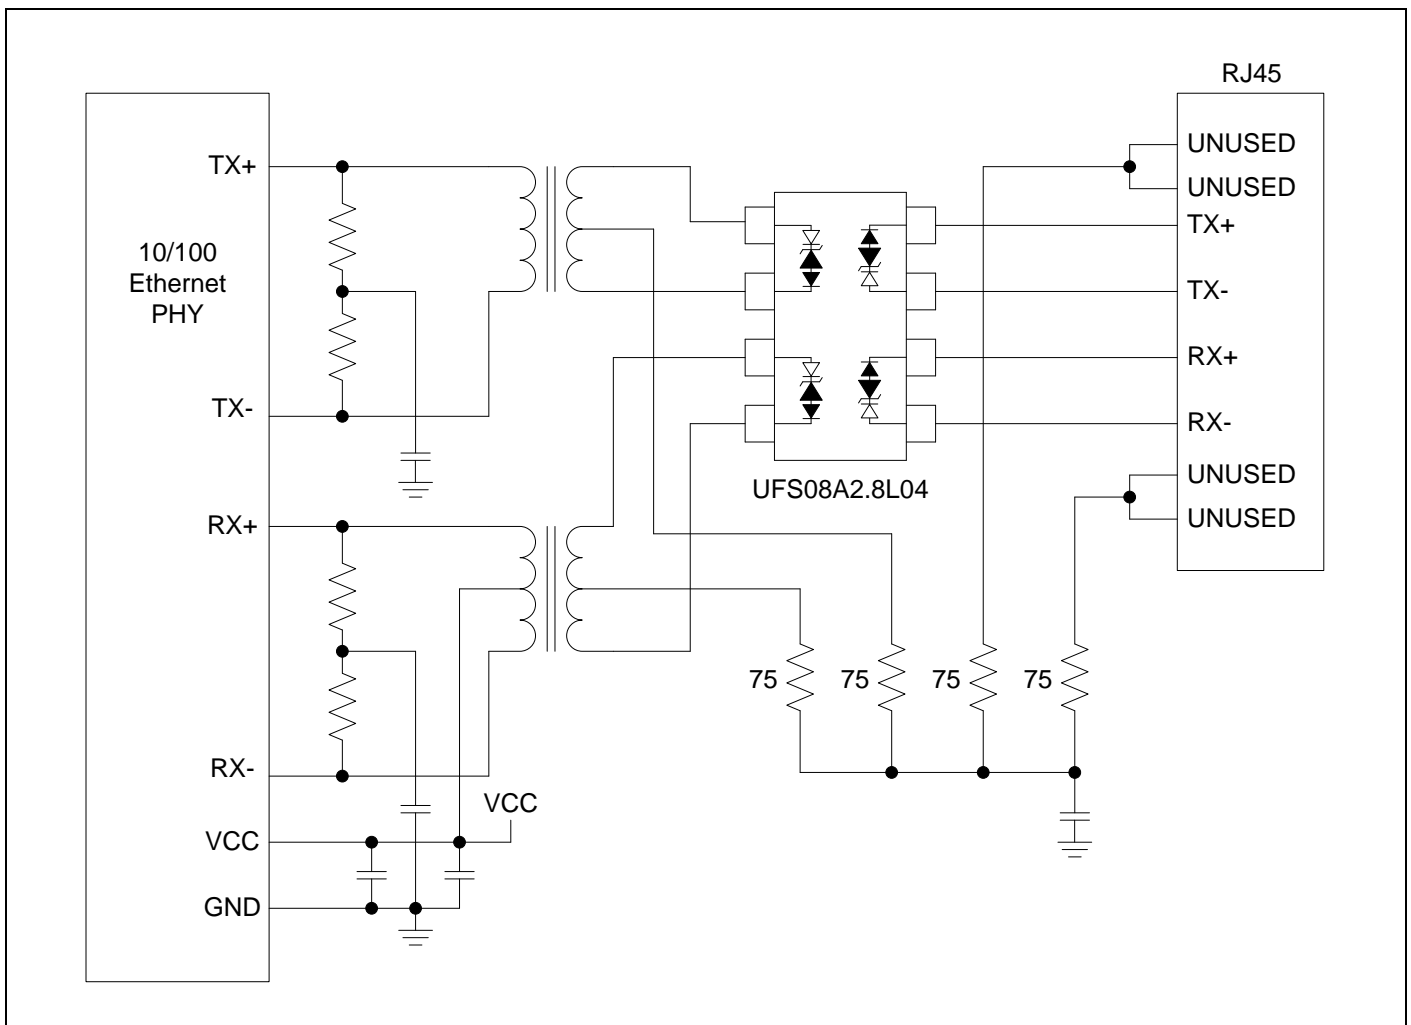 RJ45
UNUSED
UNUSED
TX+
TX-
RX+
RX-
UNUSED
UNUSED
TX+
10/100
Ethernet
PHY
TX-
RX+
RX-
VCC
GND
VCC
UFS08A2.8L04
75
75
75
75